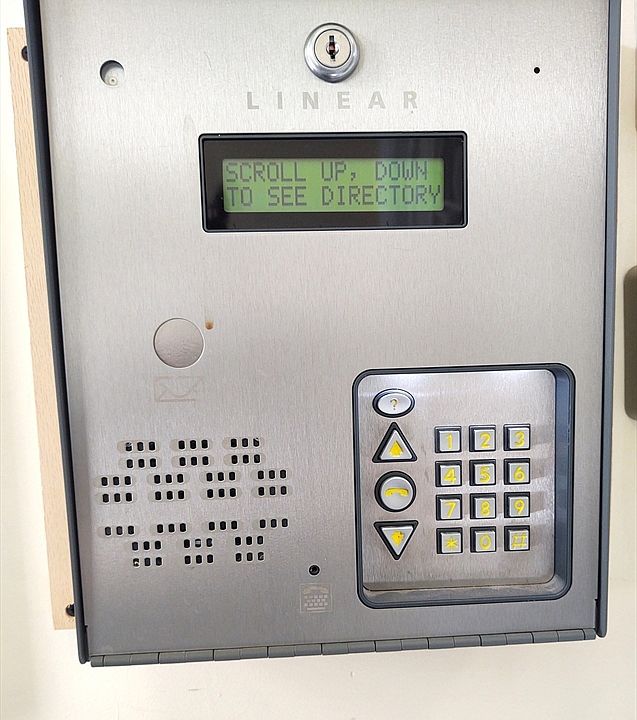 LINEAR
SCROLL UP, DOWN
TO SEE DIRECTORY
?
1 2 3
4 5 6
7 8 9
* 0 #